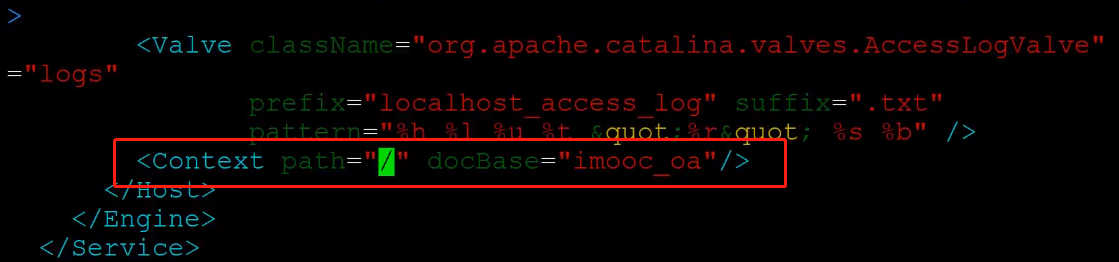 >
<Valve className="org.apache.catalina.valves.AccessLogValve"
="logs"
prefix="localhost_access_log" suffix=".txt"
pattern="%h %l %u %t &quot;%r&quot; %s %b" />
<Context path="/" docBase="imooc_oa"/>
</Host>
</Engine>
</Service>